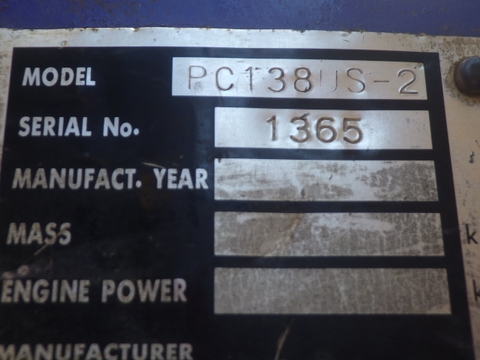 MODEL PC138US-2
SERIAL No. 1365
MANUFACT. YEAR
MASS k
ENGINE POWER k
MANUFACTURER